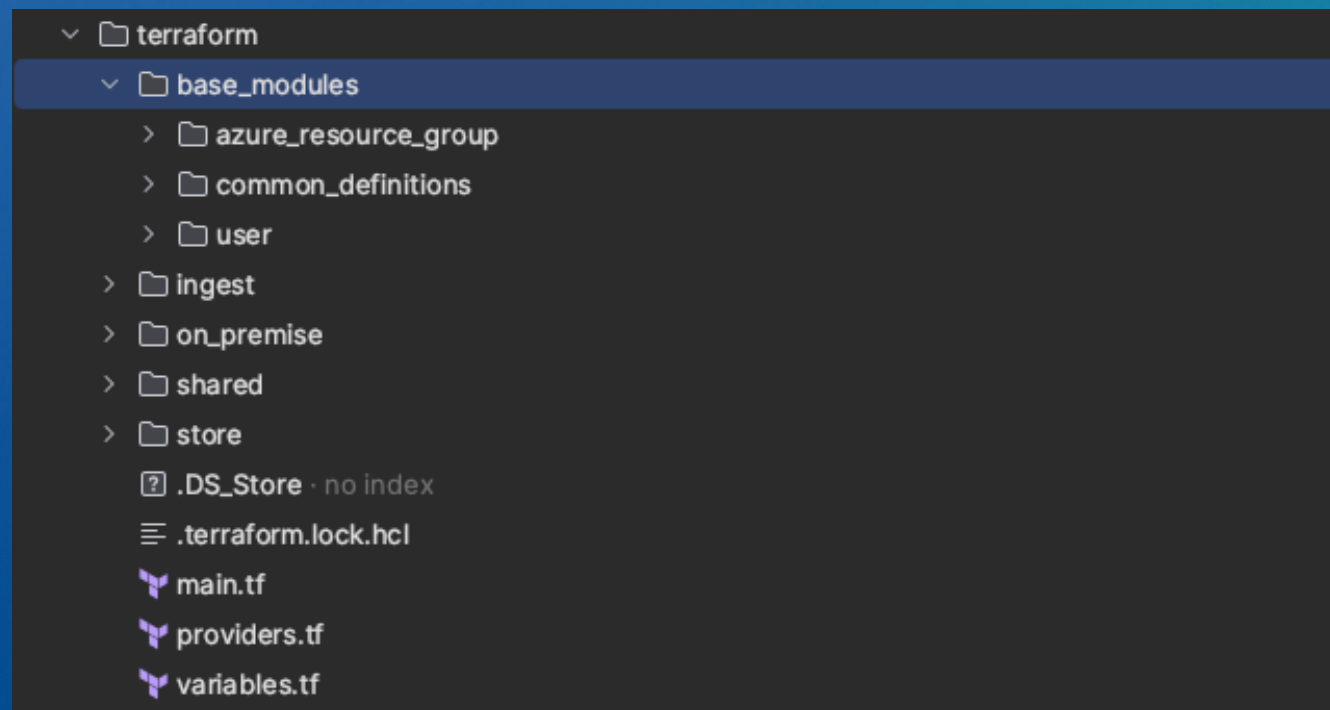 terraform
base_modules
azure_resource_group
common_definitions
user
ingest
on_premise
shared
store
.DS_Store · no index
.terraform.lock.hcl
main.tf
providers.tf
variables.tf